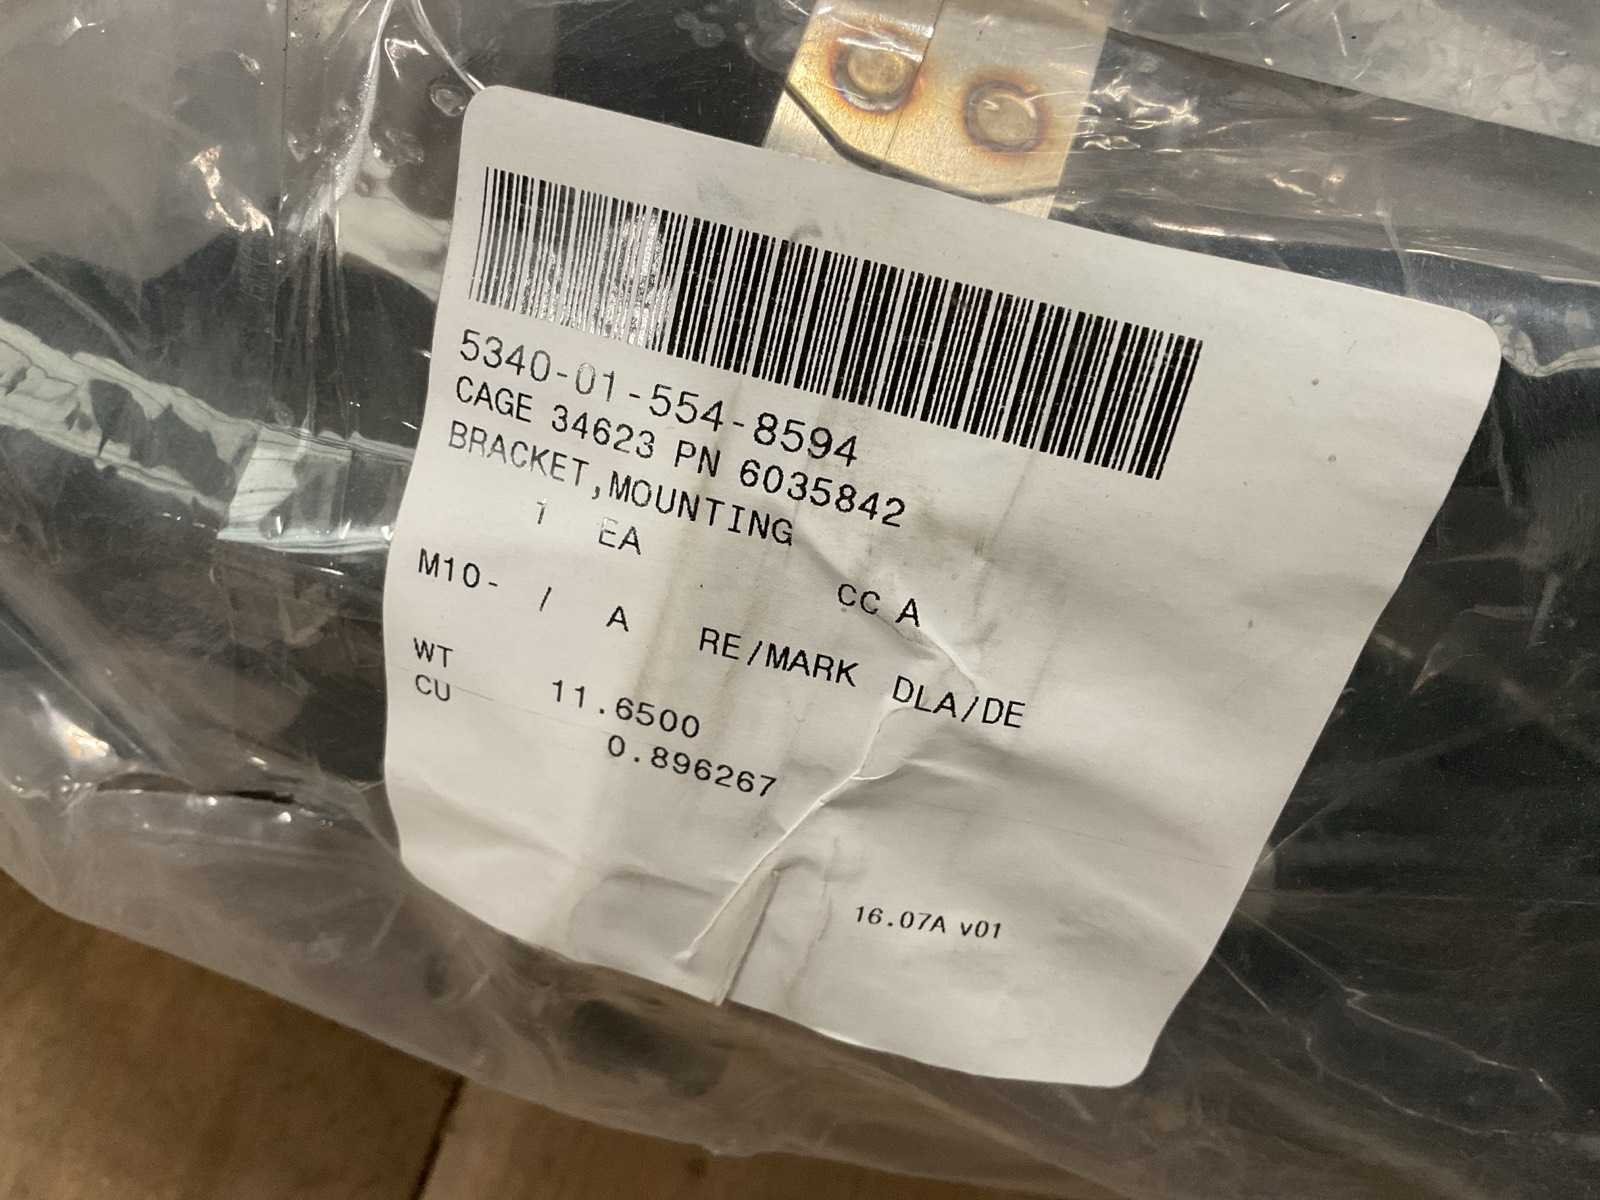 5340-01-554-8594
CAGE 34623 PN 6035842
BRACKET,MOUNTING
1 EA
CC A
M10- / A RE/MARK DLA/DE
WT 11.6500
CU 0.896267
16.07A v01